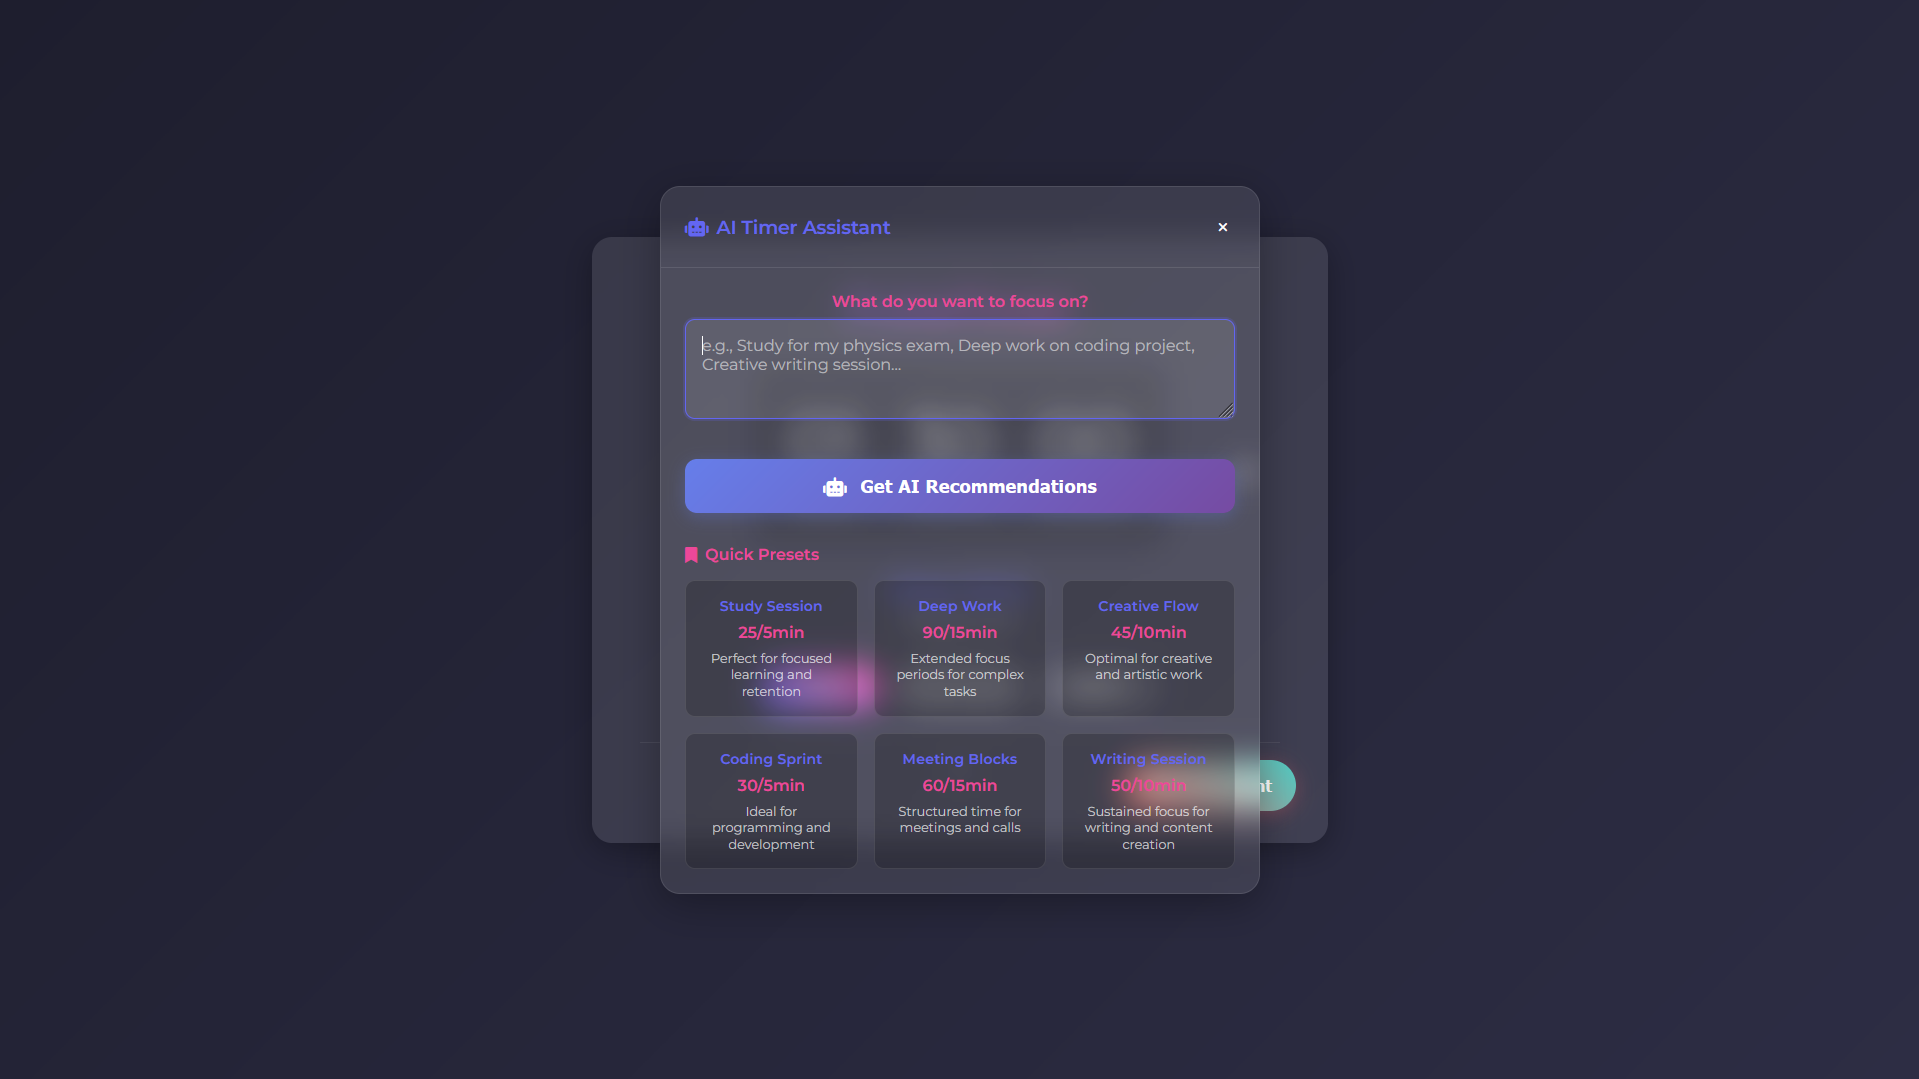 AI Timer Assistant
×
What do you want to focus on?
e.g., Study for my physics exam, Deep work on coding project,
Creative writing session...
Get AI Recommendations
Quick Presets
Study Session
25/5min
Perfect for focused
learning and
retention
Deep Work
90/15min
Extended focus
periods for complex
tasks
Creative Flow
45/10min
Optimal for creative
and artistic work
Coding Sprint
30/5min
Ideal for
programming and
development
Meeting Blocks
60/15min
Structured time for
meetings and calls
Writing Session
50/10min
Sustained focus for
writing and content
creation